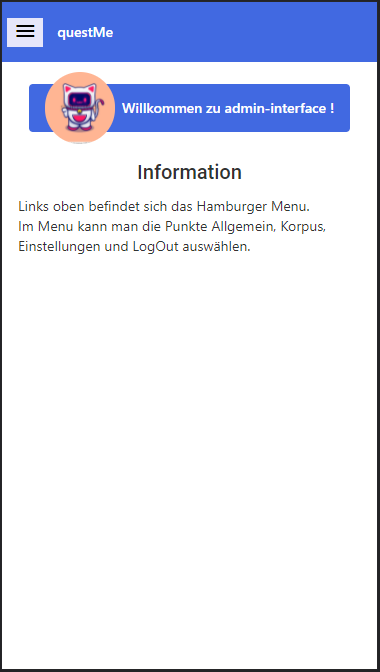 questMe
Willkommen zu admin-interface !
Information
Links oben befindet sich das Hamburger Menu.
Im Menu kann man die Punkte Allgemein, Korpus,
Einstellungen und LogOut auswählen.